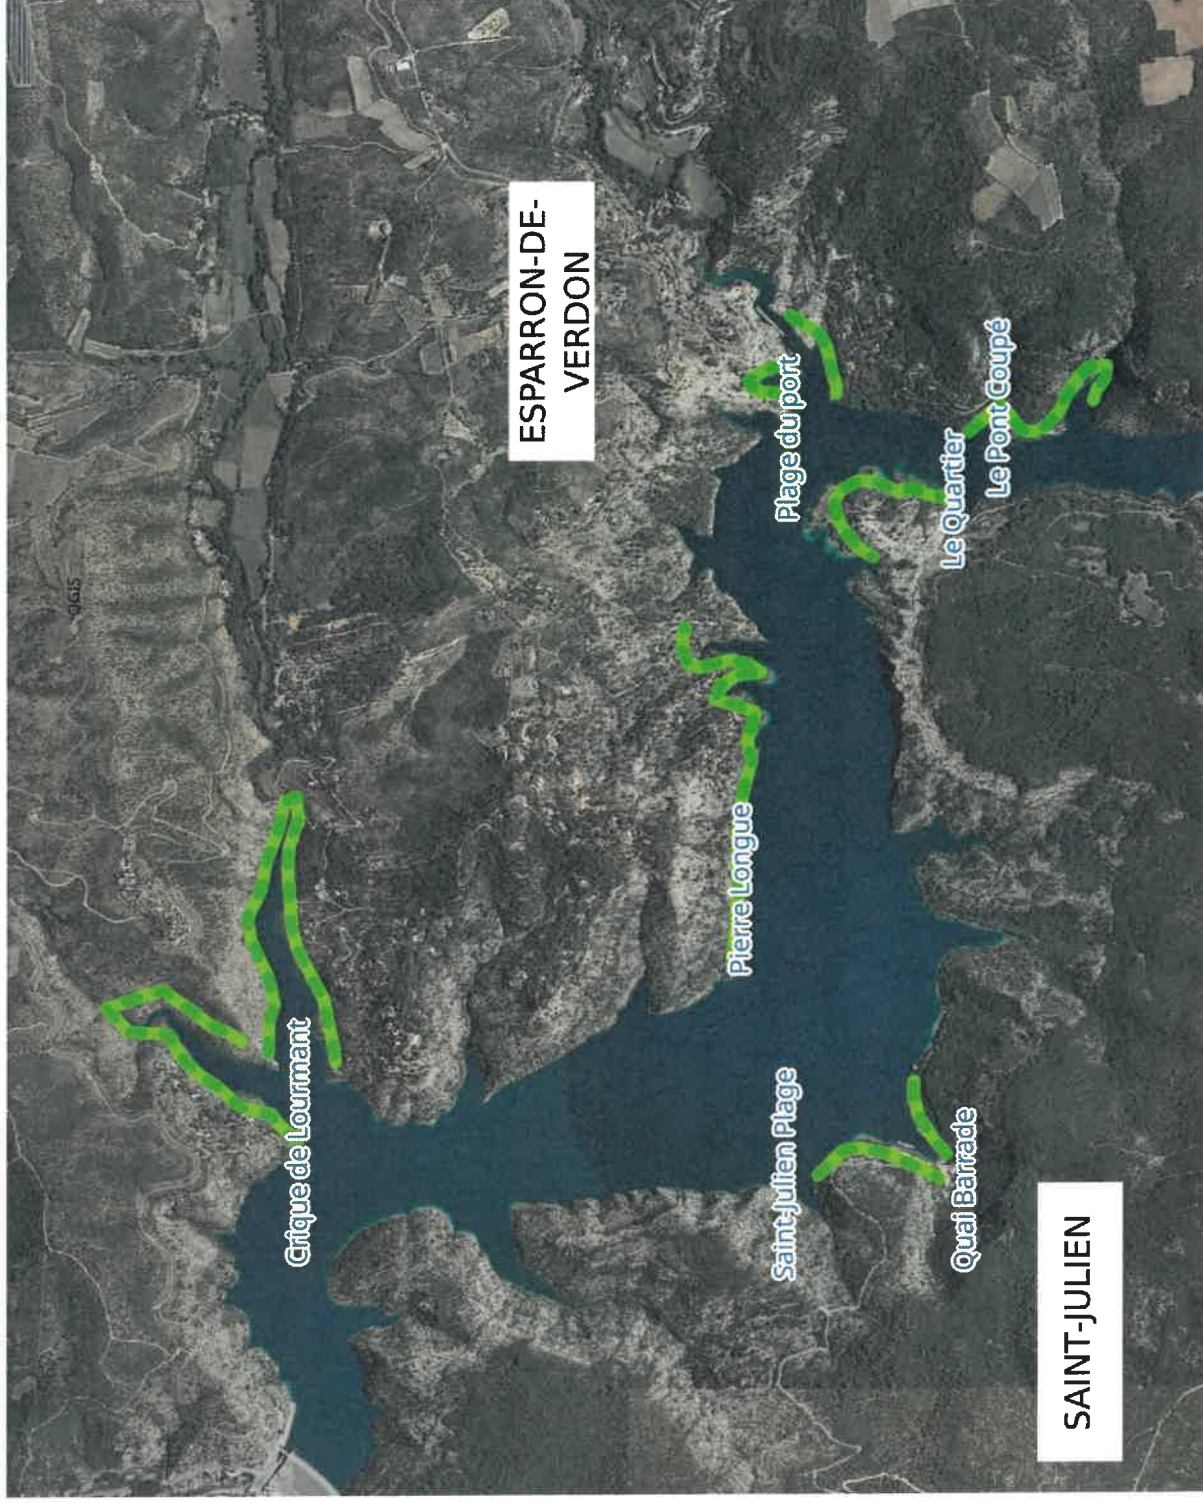 QGIS
Crique de Lourmant
ESPARRON-DE-
VERDON
Pierre Longue
Plage du port
Saint-Julien Plage
Le Quartier
Le Pont Coupé
Quai Barrade
SAINT-JULIEN